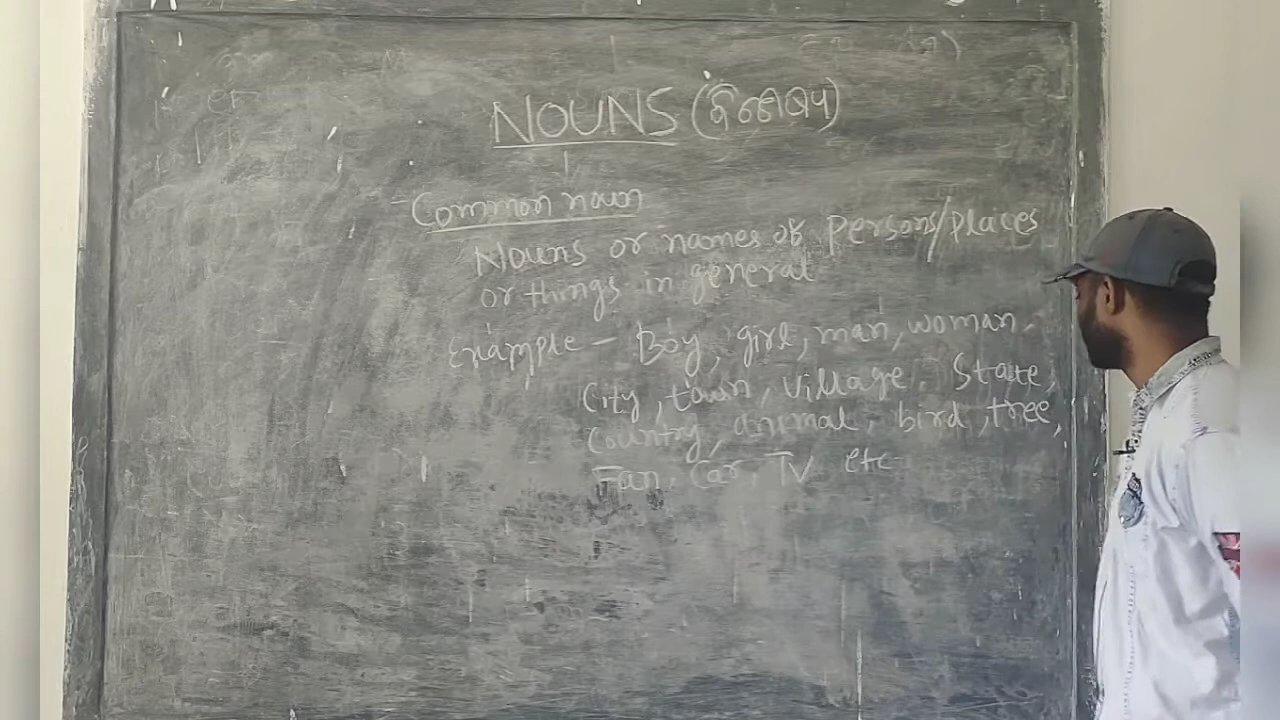 NOUNS (ବିଶେଷ୍ୟ)
Common noun
Nouns or names of persons/places
or things in general
Example - Boy, girl, man, woman,
City, town, village, State,
Country, animal, bird, tree,
Fan, Car, TV etc